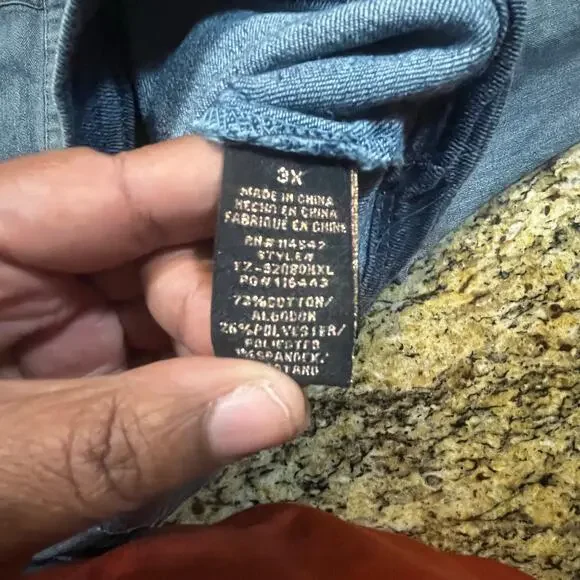 3X
MADE IN CHINA
HECHO EN CHINA
FABRIQUE EN CHINE
RN# 114542
STYLE#
TZ-32080HXL
PO#116443
73%COTTON/
ALGODON
26%POLYESTER/
POLIESTER
1%SPANDEX/